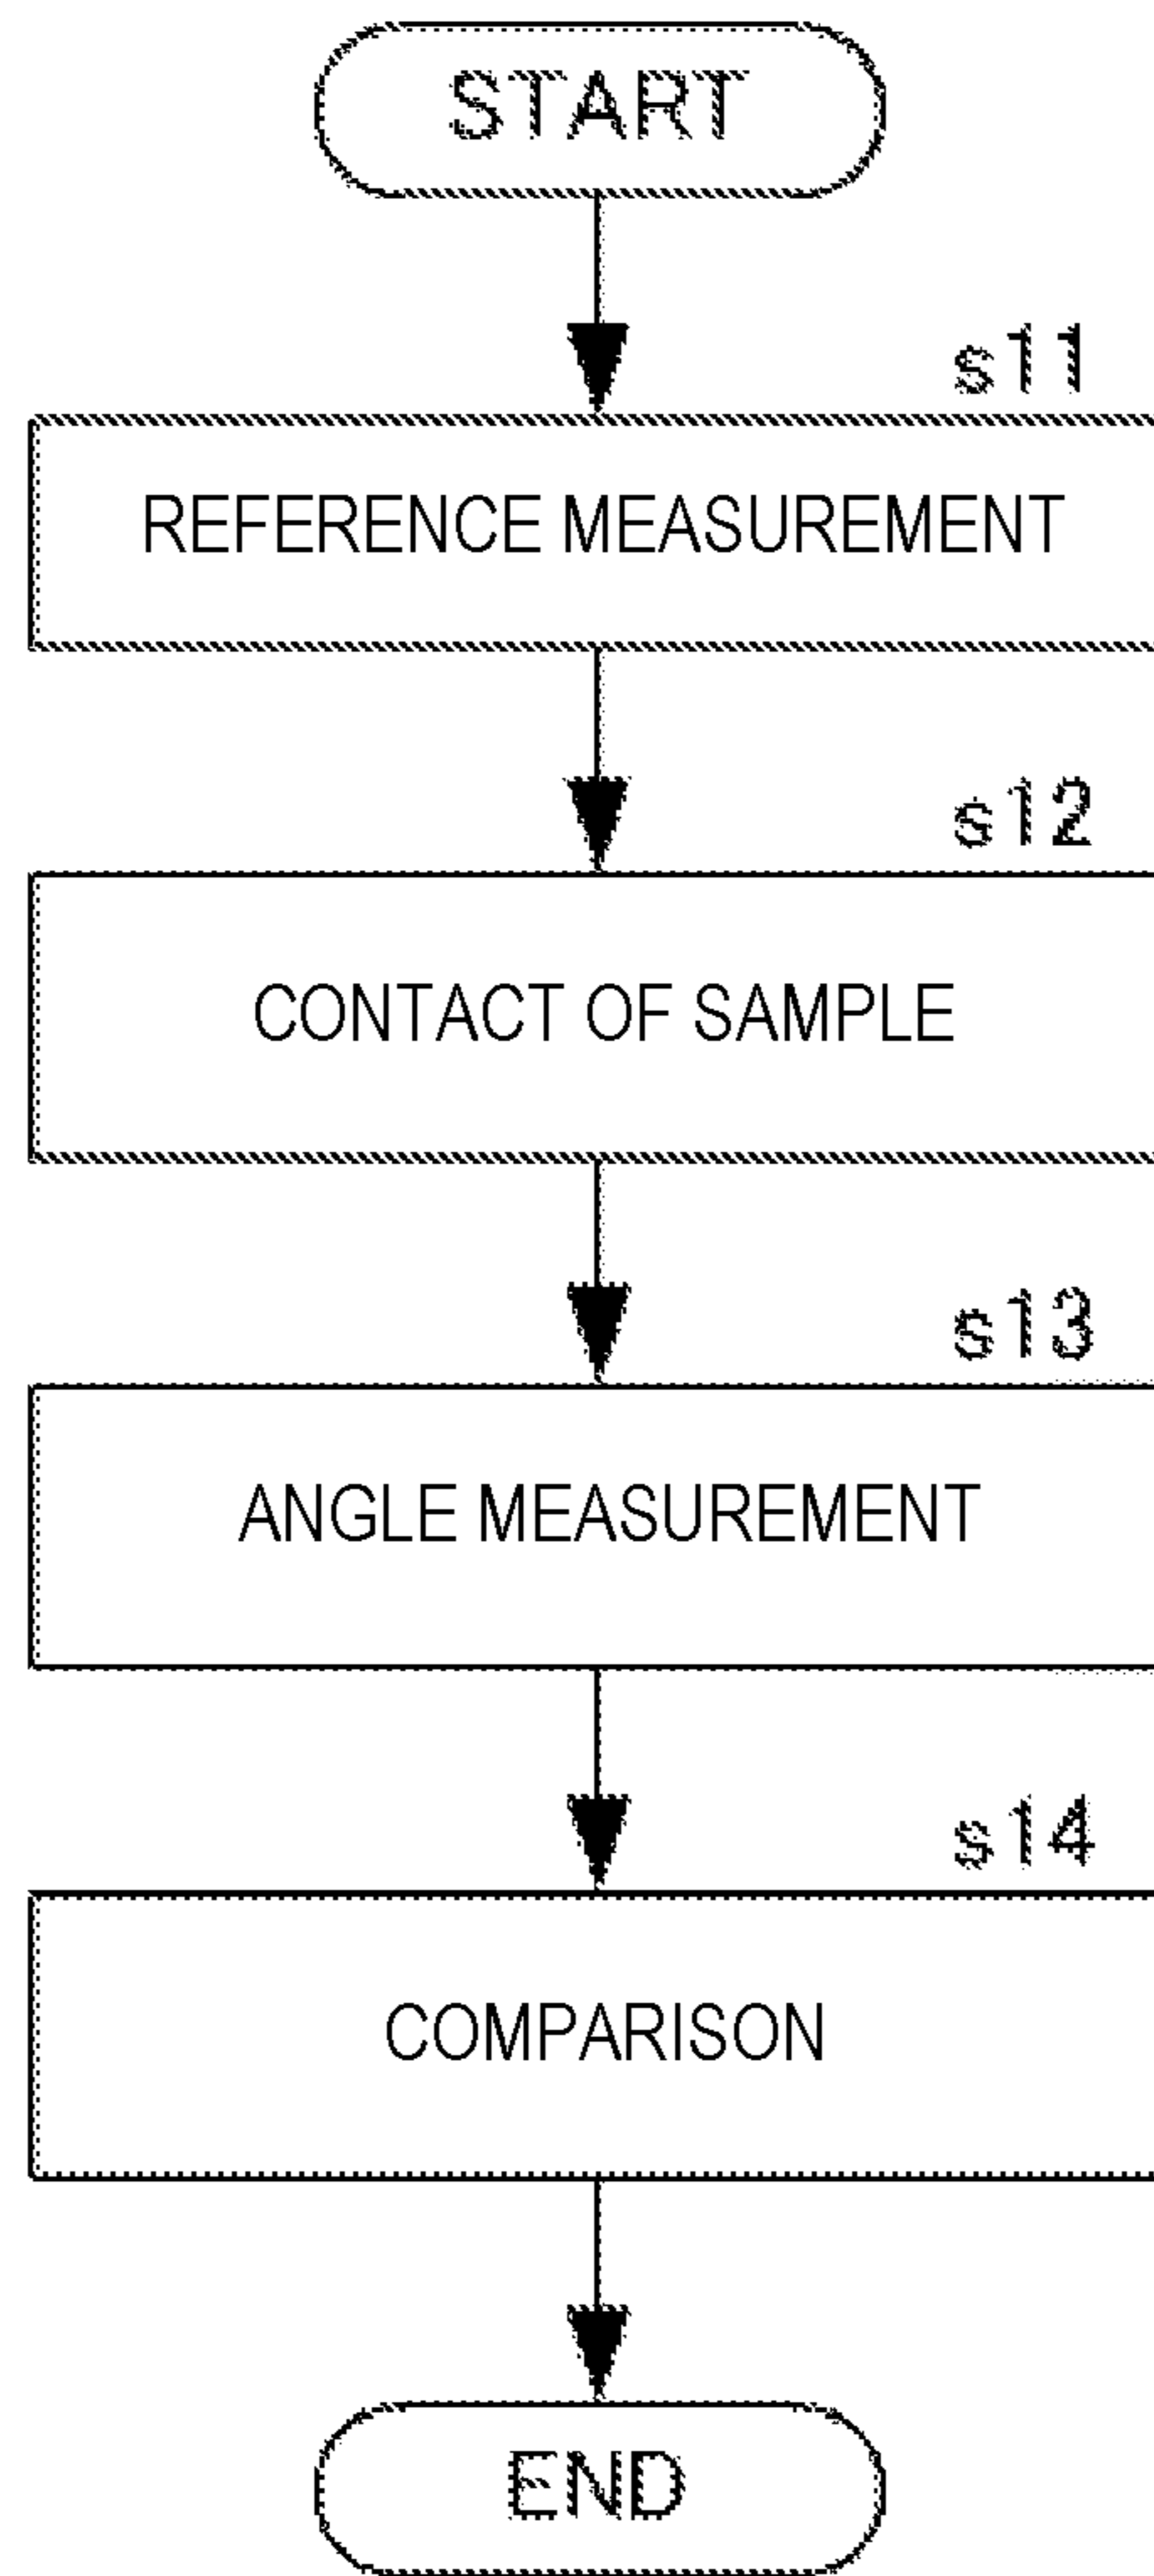 START
s11
REFERENCE MEASUREMENT
s12
CONTACT OF SAMPLE
s13
ANGLE MEASUREMENT
s14
COMPARISON
END